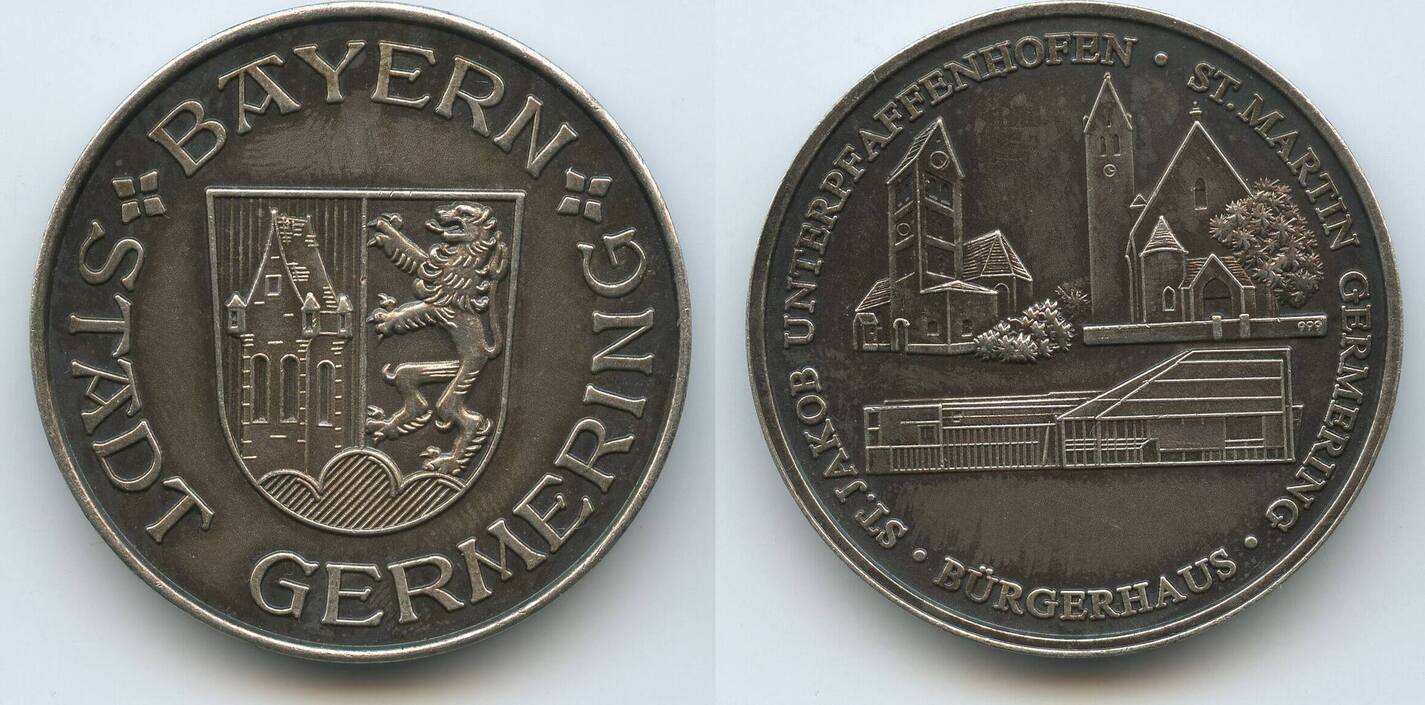 BAYERN
STADT GERMERING
ST. JAKOB UNTERPFAFFENHOFEN · ST. MARTIN GERMERING · BÜRGERHAUS ·
999